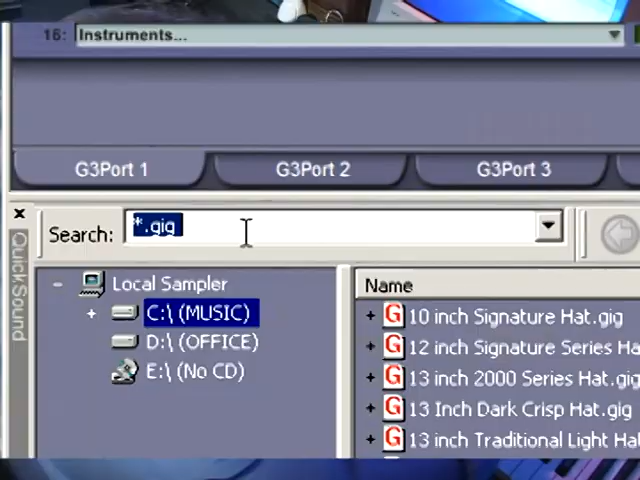 16: Instruments...
G3Port 1 G3Port 2 G3Port 3
Search: *.gig
QuickSound
Local Sampler
C:\ (MUSIC)
D:\ (OFFICE)
E:\ (No CD)
Name
10 inch Signature Hat.gig
12 inch Signature Series Ha
13 inch 2000 Series Hat.gig
13 Inch Dark Crisp Hat.gig
13 inch Traditional Light Hat